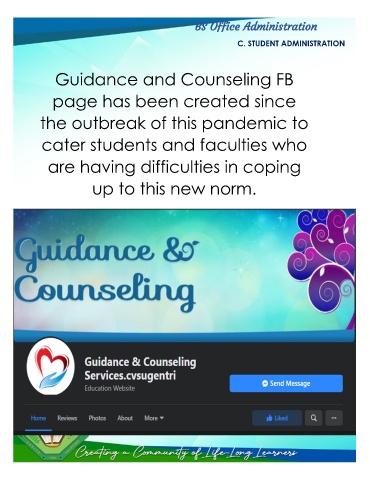 BS Office Administration
C. STUDENT ADMINISTRATION
Guidance and Counseling FB
page has been created since
the outbreak of this pandemic to
cater students and faculties who
are having difficulties in coping
up to this new norm.
Guidance &
Counseling
Guidance & Counseling
Services.cvsugentri
Education Website
Send Message
Home Reviews Photos About More
Liked
Creating a Community of Life-Long Learners